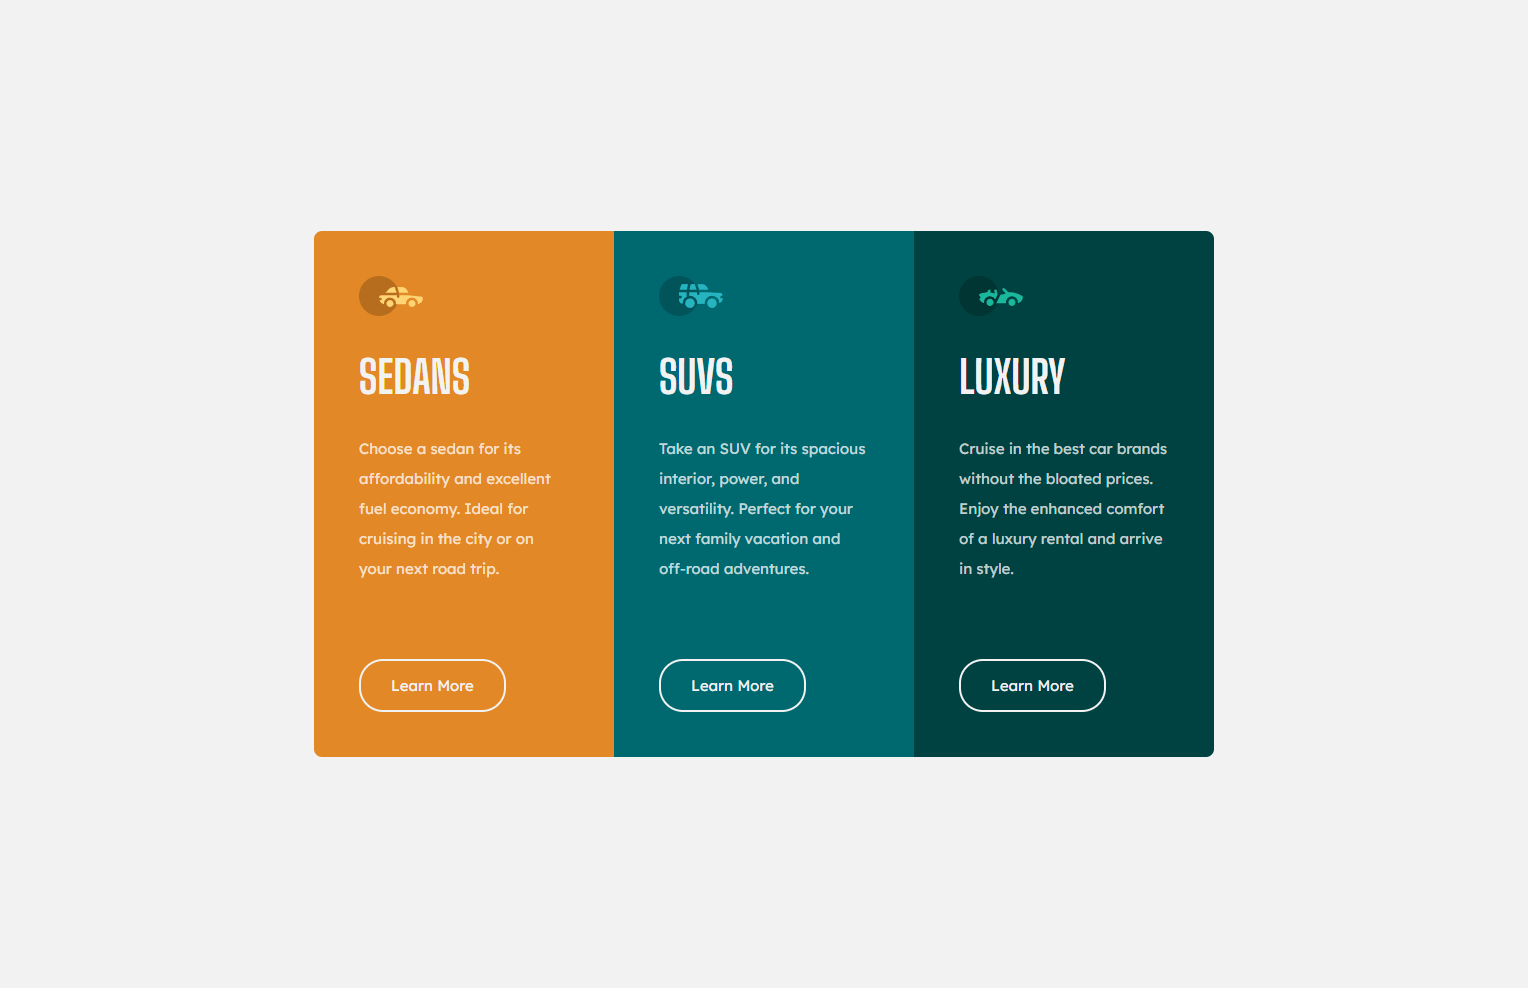 SEDANS
Choose a sedan for its
affordability and excellent
fuel economy. Ideal for
cruising in the city or on
your next road trip.
Learn More
SUVS
Take an SUV for its spacious
interior, power, and
versatility. Perfect for your
next family vacation and
off-road adventures.
Learn More
LUXURY
Cruise in the best car brands
without the bloated prices.
Enjoy the enhanced comfort
of a luxury rental and arrive
in style.
Learn More